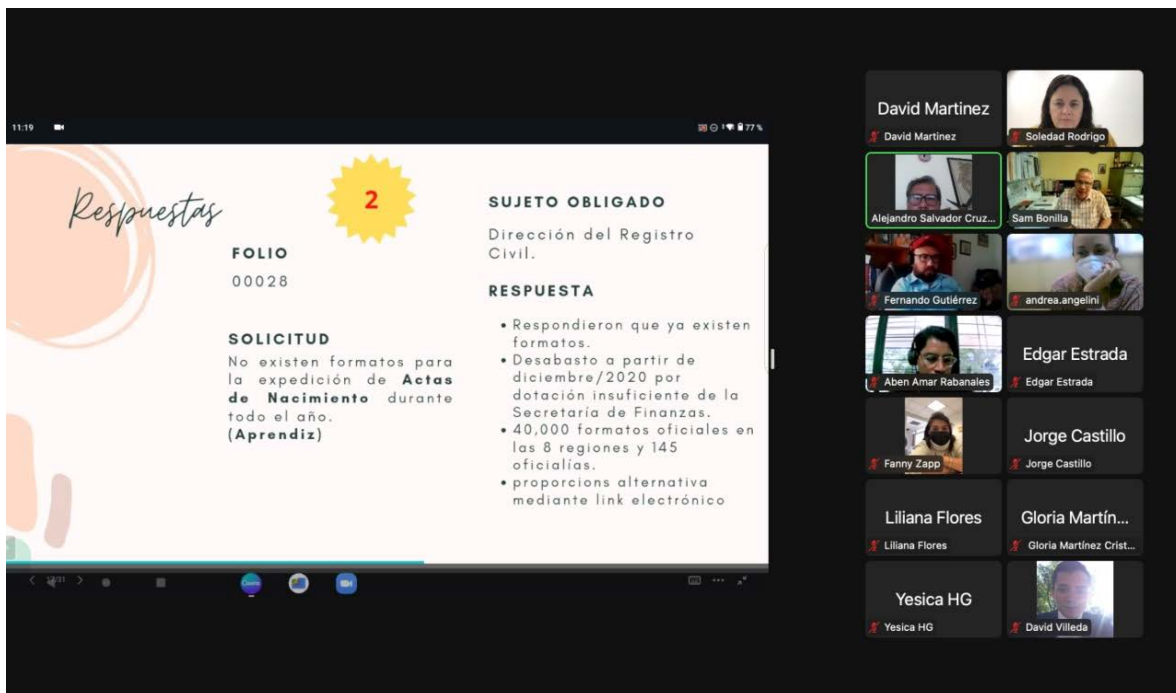 11:19
77 %
Respuestas
2
FOLIO
00028
SOLICITUD
No existen formatos para
la expedición de Actas
de Nacimiento durante
todo el año.
(Aprendiz)
SUJETO OBLIGADO
Dirección del Registro
Civil.
RESPUESTA
• Respondieron que ya existen
formatos.
• Desabasto a partir de
diciembre/2020 por
dotación insuficiente de la
Secretaría de Finanzas.
• 40,000 formatos oficiales en
las 8 regiones y 145
oficialías.
• proporcions alternativa
mediante link electrónico
David Martinez
David Martinez
Soledad Rodrigo
Alejandro Salvador Cruz...
Sam Bonilla
Fernando Gutiérrez
andrea.angelini
Aben Amar Rabanales
Edgar Estrada
Edgar Estrada
Fanny Zapp
Jorge Castillo
Jorge Castillo
Liliana Flores
Liliana Flores
Gloria Martín...
Gloria Martínez Crist...
Yesica HG
Yesica HG
David Villeda